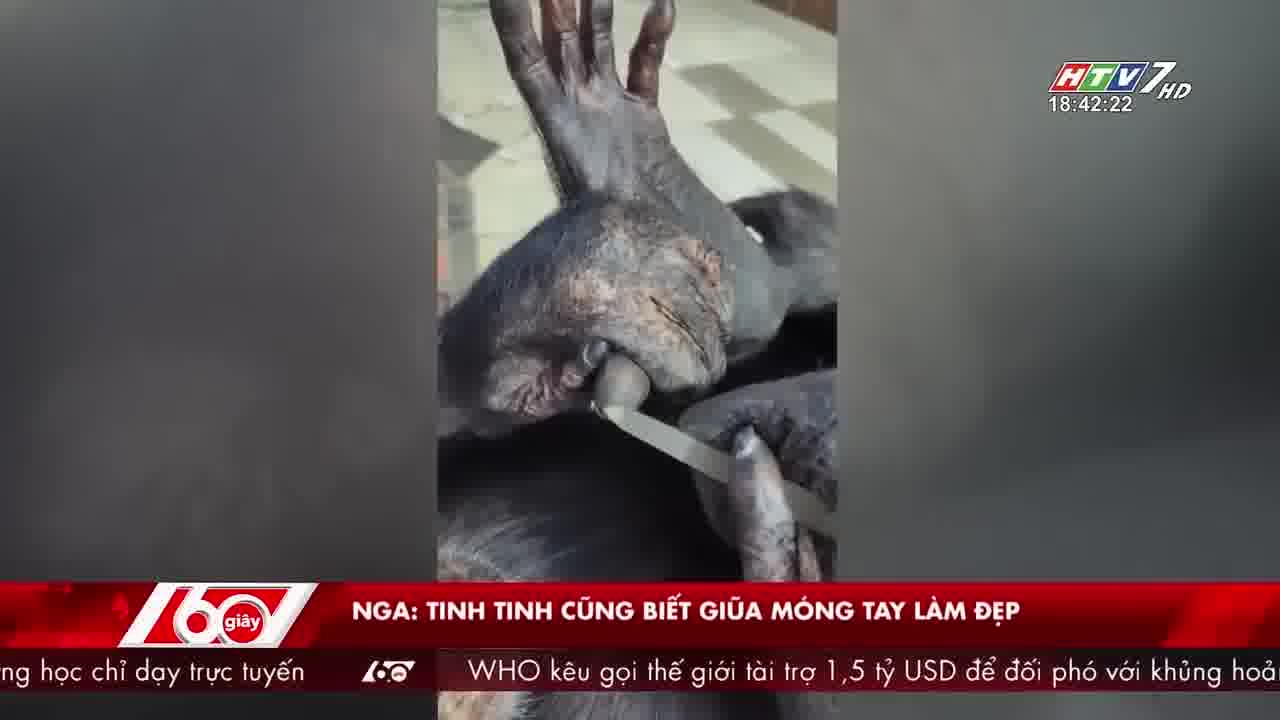 HTV7 HD
18:42:22
60 giây
NGA: TINH TINH CŨNG BIẾT GIŨA MÓNG TAY LÀM ĐẸP
học chỉ dạy trực tuyến
60 giây
WHO kêu gọi thế giới tài trợ 1,5 tỷ USD để đối phó với khủng